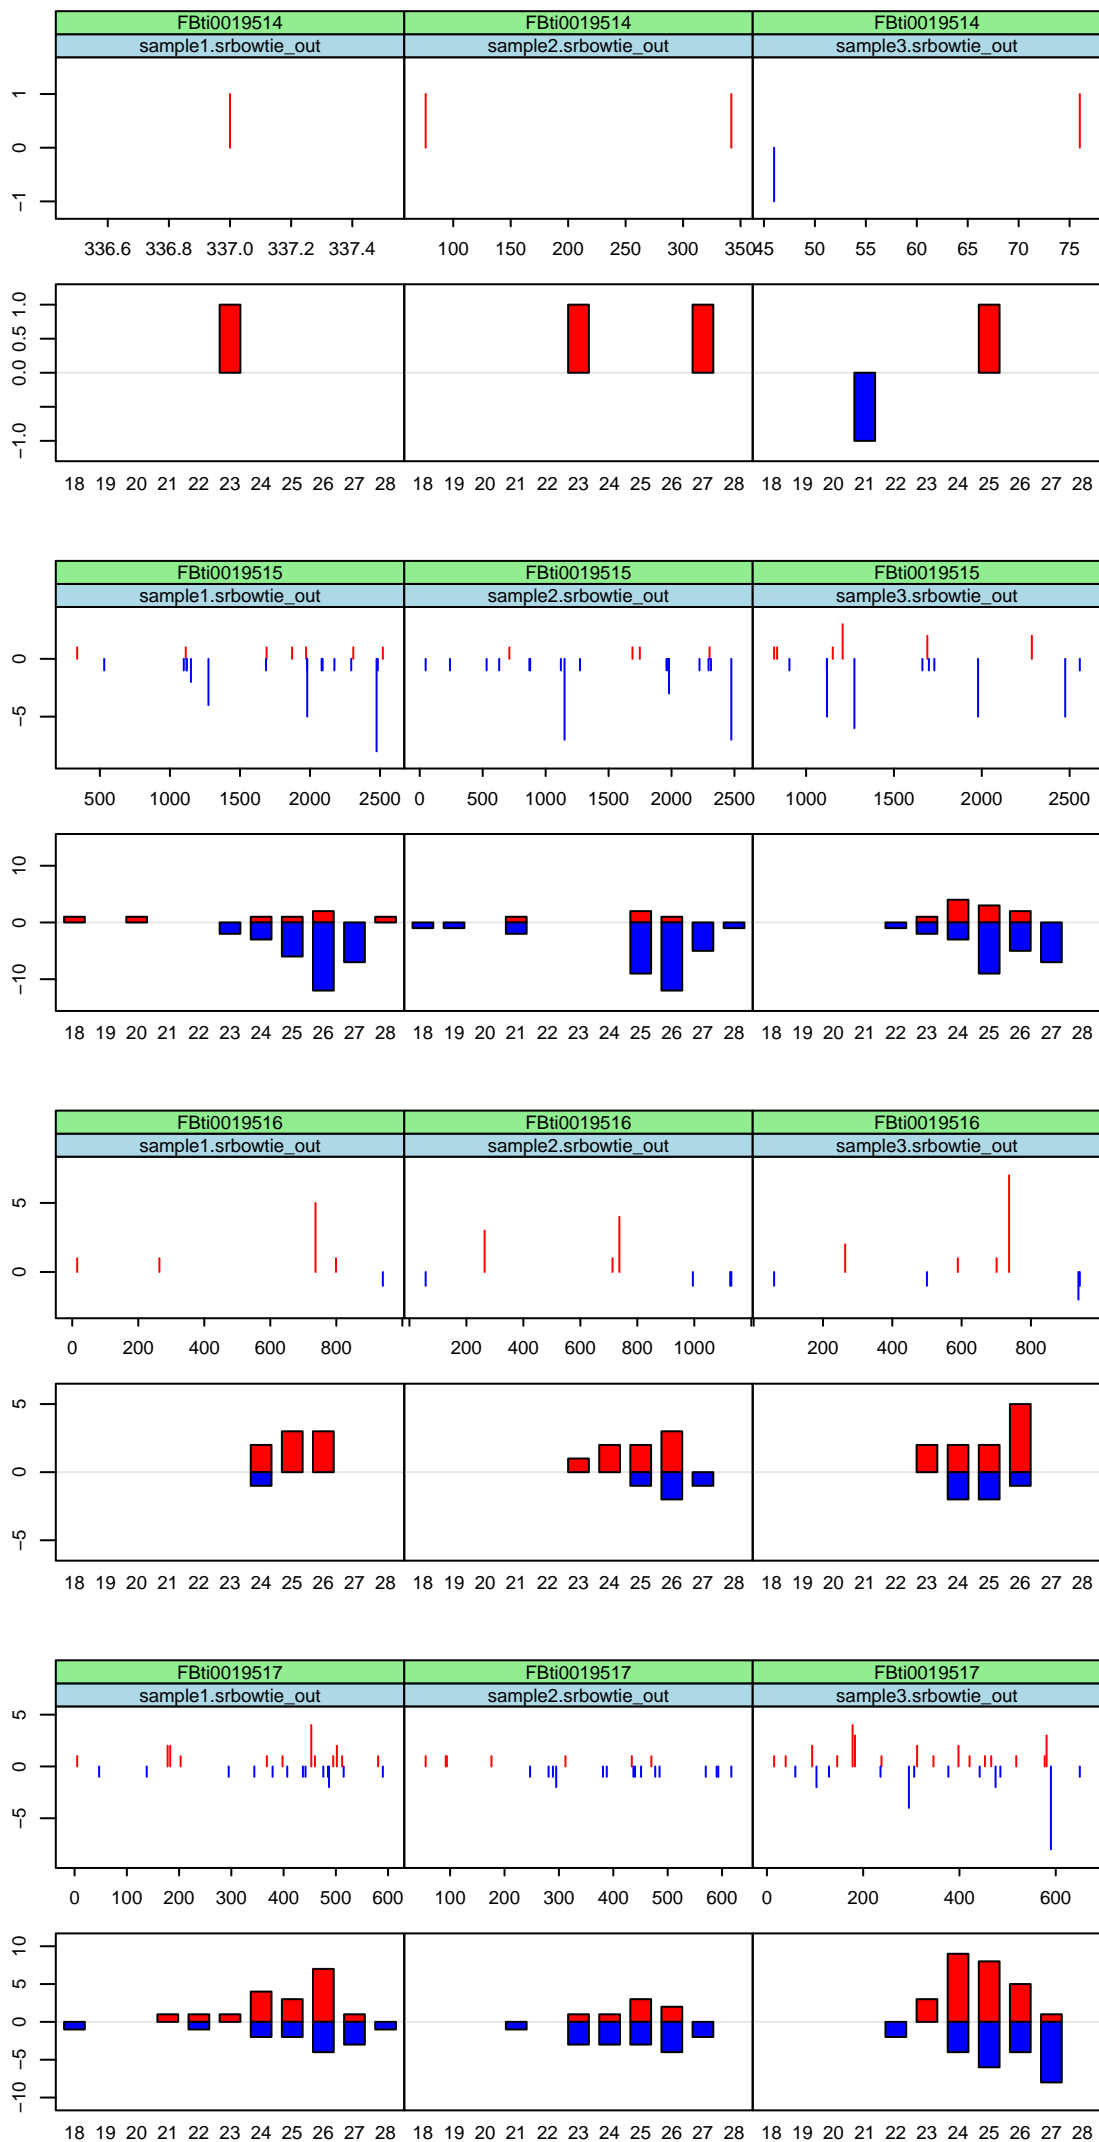 FBti0019514 FBti0019514 FBti0019514
sample1.srbowtie_out sample2.srbowtie_out sample3.srbowtie_out
1
0
−1
336.6 336.8 337.0 337.2 337.4 100 150 200 250 300 350 45 50 55 60 65 70 75
1.0
0.5
0.0
−1.0
18 19 20 21 22 23 24 25 26 27 28 18 19 20 21 22 23 24 25 26 27 28 18 19 20 21 22 23 24 25 26 27 28
FBti0019515 FBti0019515 FBti0019515
sample1.srbowtie_out sample2.srbowtie_out sample3.srbowtie_out
0
−5
500 1000 1500 2000 2500 0 500 1000 1500 2000 2500 1000 1500 2000 2500
10
0
−10
18 19 20 21 22 23 24 25 26 27 28 18 19 20 21 22 23 24 25 26 27 28 18 19 20 21 22 23 24 25 26 27 28
FBti0019516 FBti0019516 FBti0019516
sample1.srbowtie_out sample2.srbowtie_out sample3.srbowtie_out
5
0
0 200 400 600 800 200 400 600 800 1000 200 400 600 800
5
0
−5
18 19 20 21 22 23 24 25 26 27 28 18 19 20 21 22 23 24 25 26 27 28 18 19 20 21 22 23 24 25 26 27 28
FBti0019517 FBti0019517 FBti0019517
sample1.srbowtie_out sample2.srbowtie_out sample3.srbowtie_out
5
0
−5
0 100 200 300 400 500 600 100 200 300 400 500 600 0 200 400 600
10
5
0
−5
−10
18 19 20 21 22 23 24 25 26 27 28 18 19 20 21 22 23 24 25 26 27 28 18 19 20 21 22 23 24 25 26 27 28